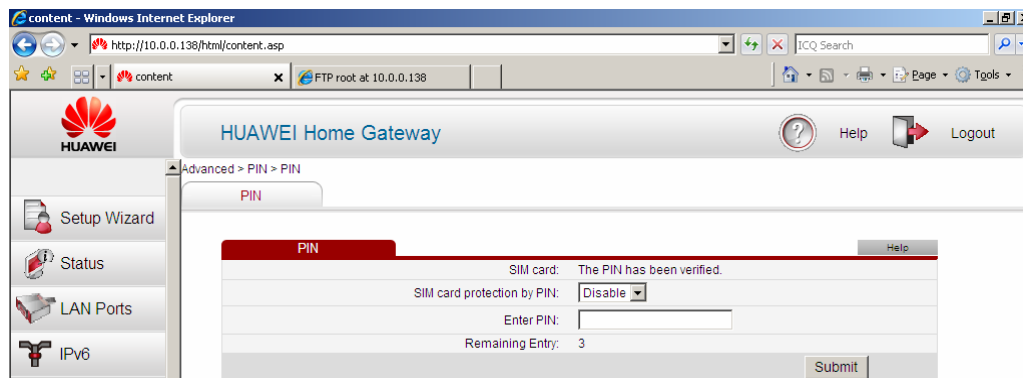 content - Windows Internet Explorer
http://10.0.0.138/html/content.asp
ICQ Search
content
FTP root at 10.0.0.138
Page
Tools
HUAWEI
HUAWEI Home Gateway
Help
Logout
Advanced > PIN > PIN
PIN
Setup Wizard
Status
LAN Ports
IPv6
PIN
Help
SIM card: The PIN has been verified.
SIM card protection by PIN: Disable
Enter PIN:
Remaining Entry: 3
Submit